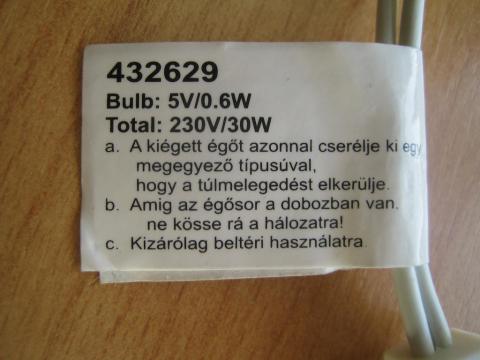 432629
Bulb: 5V/0.6W
Total: 230V/30W
a. A kiégett égőt azonnal cserélje ki egy
megegyező típusúval,
hogy a túlmelegedést elkerülje.
b. Amig az égősor a dobozban van,
ne kösse rá a hálozatra!
c. Kizárólag beltéri használatra.